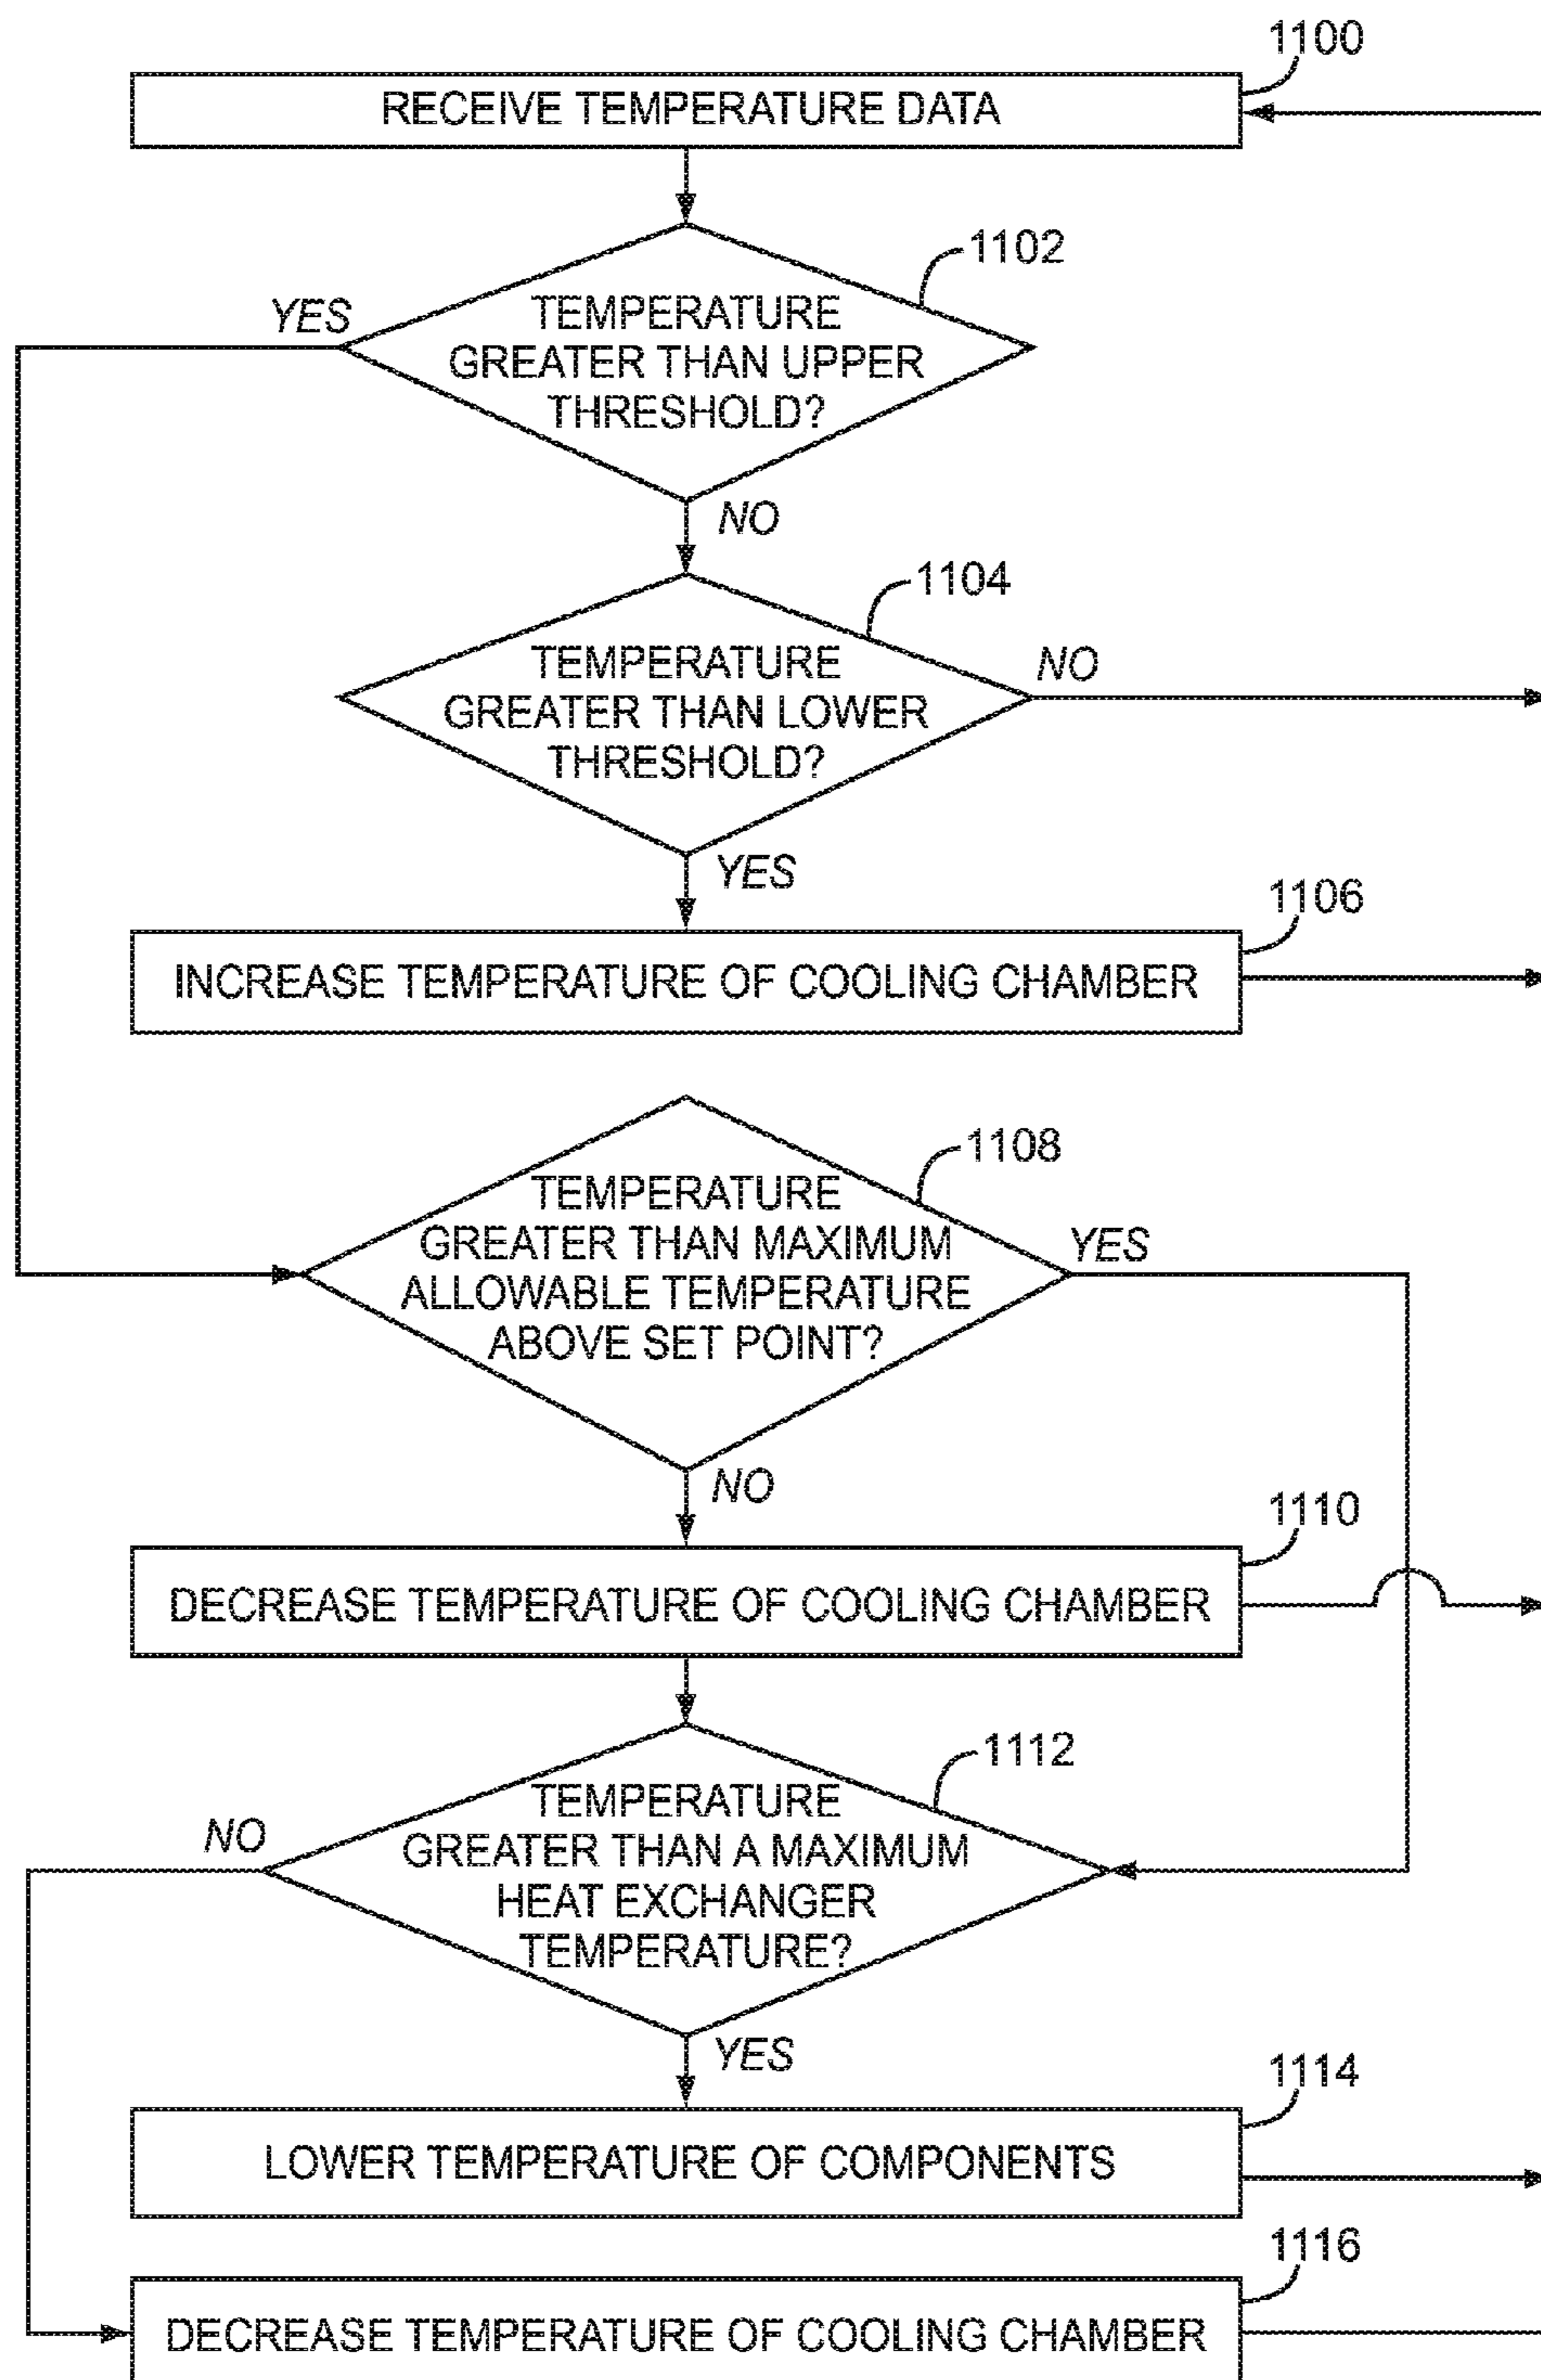 1100
RECEIVE TEMPERATURE DATA
1102
YES
TEMPERATURE
GREATER THAN UPPER
THRESHOLD?
NO
1104
TEMPERATURE
GREATER THAN LOWER
THRESHOLD?
NO
YES
1106
INCREASE TEMPERATURE OF COOLING CHAMBER
1108
TEMPERATURE
GREATER THAN MAXIMUM
ALLOWABLE TEMPERATURE
ABOVE SET POINT?
YES
NO
1110
DECREASE TEMPERATURE OF COOLING CHAMBER
1112
TEMPERATURE
GREATER THAN A MAXIMUM
HEAT EXCHANGER
TEMPERATURE?
NO
YES
1114
LOWER TEMPERATURE OF COMPONENTS
1116
DECREASE TEMPERATURE OF COOLING CHAMBER